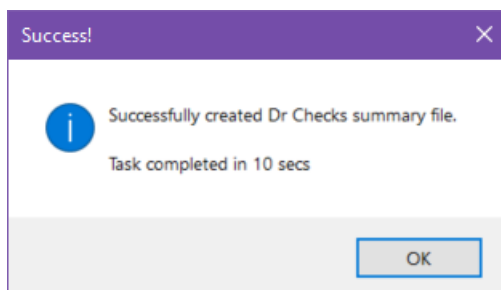 Success!
Successfully created Dr Checks summary file.
Task completed in 10 secs
OK